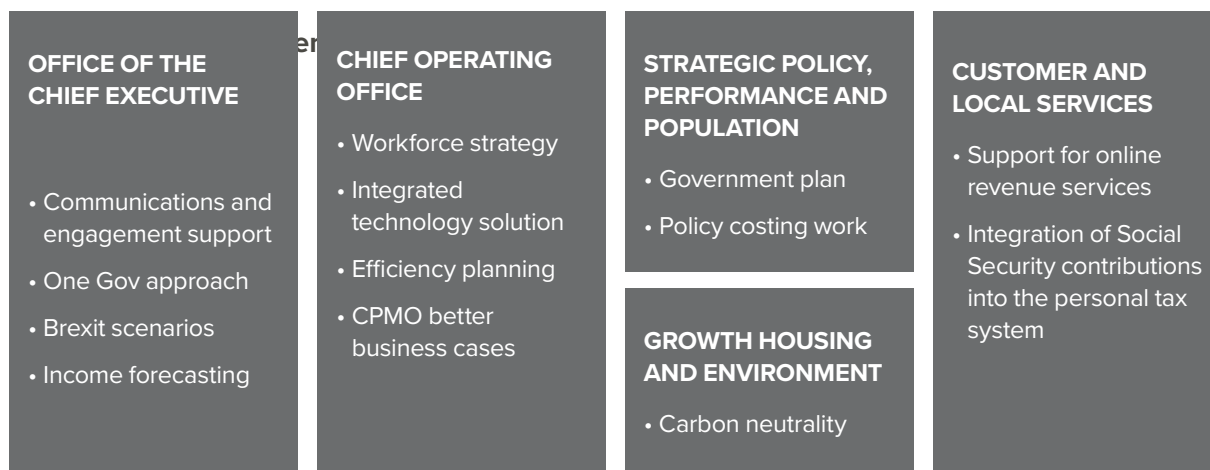 OFFICE OF THE
CHIEF EXECUTIVE
• Communications and
engagement support
• One Gov approach
• Brexit scenarios
• Income forecasting
CHIEF OPERATING
OFFICE
• Workforce strategy
• Integrated
technology solution
• Efficiency planning
• CPMO better
business cases
STRATEGIC POLICY,
PERFORMANCE AND
POPULATION
• Government plan
• Policy costing work
GROWTH HOUSING
AND ENVIRONMENT
• Carbon neutrality
CUSTOMER AND
LOCAL SERVICES
• Support for online
revenue services
• Integration of Social
Security contributions
into the personal tax
system